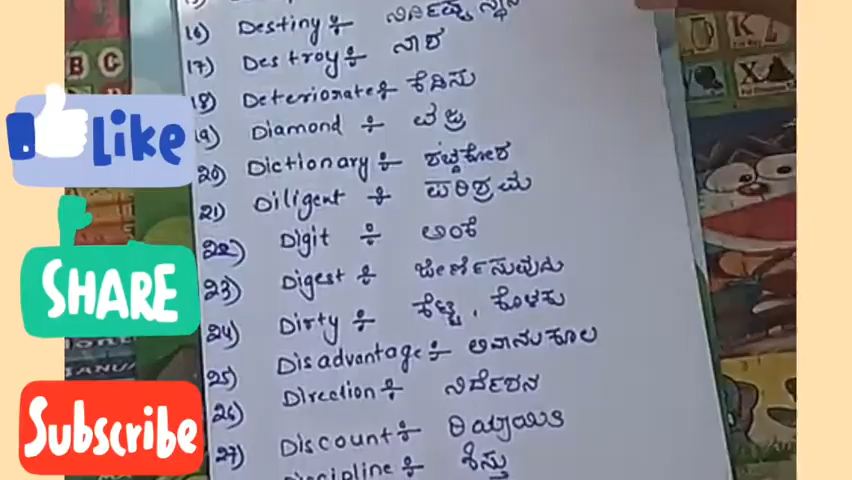 16) Destiny ÷ ನಿರ್ದಿಷ್ಟ ಸ್ಥಾನ
17) Destroy ÷ ನಾಶ
18) Deteriorate ÷ ಕೆಡಿಸು
19) Diamond ÷ ವಜ್ರ
20) Dictionary ÷ ಶಬ್ದಕೋಶ
21) Diligent ÷ ಪರಿಶ್ರಮ
22) Digit ÷ ಅಂಕೆ
23) Digest ÷ ಜೀರ್ಣಿಸುವುದು
24) Dirty ÷ ಕೆಟ್ಟ, ಕೊಳಕು
25) Disadvantage ÷ ಅನಾನುಕೂಲ
26) Direction ÷ ನಿರ್ದೇಶನ
27) Discount ÷ ರಿಯಾಯಿತಿ
Discipline ÷ ಶಿಸ್ತು
Like
SHARE
Subscribe
B C
K L
X